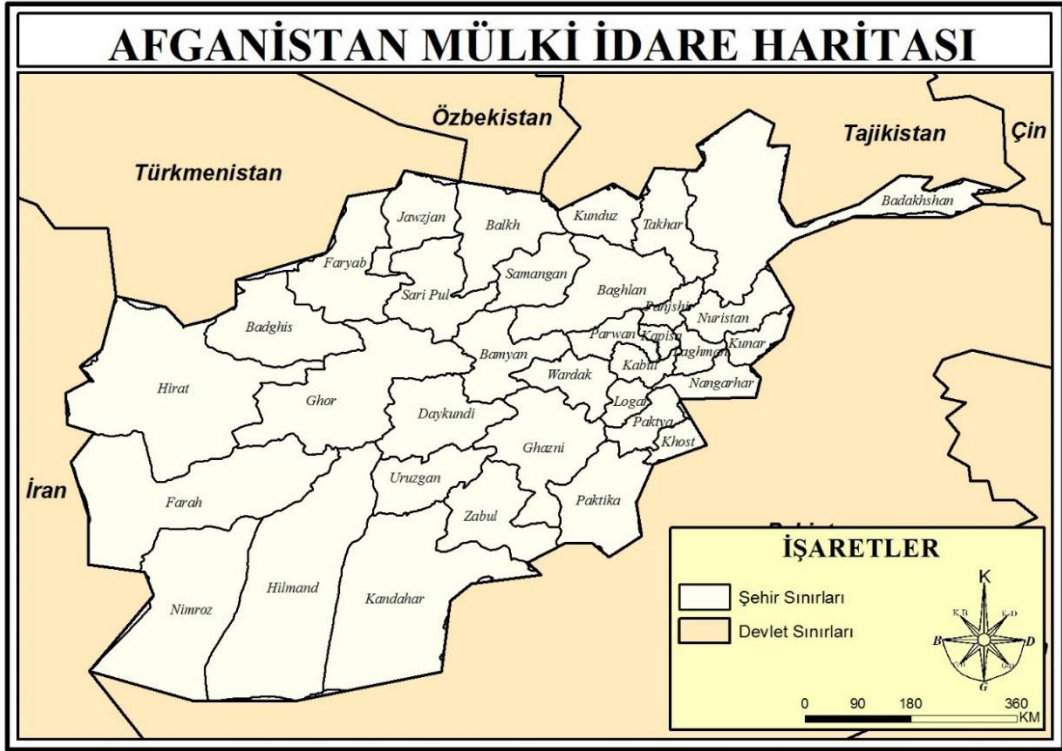 AFGANİSTAN MÜLKİ İDARE HARİTASI
Özbekistan
Tajikistan
Çin
Türkmenistan
Badakhshan
Jawzjan
Balkh
Kunduz
Takhar
Faryab
Samangan
Sari Pul
Baghlan
Panjshir
Nuristan
Badghis
Parwan
Kapisa
Kunar
Bamyan
Laghman
Kabul
Wardak
Nangarhar
Hirat
Ghor
Daykundi
Logar
Paktya
Khost
Ghazni
Uruzgan
İran
Farah
Paktika
Zabul
Hilmand
Kandahar
Nimroz
İŞARETLER
Şehir Sınırları
Devlet Sınırları
K
K-B
K-D
B
D
G-B
G-D
G
0 90 180 360
KM